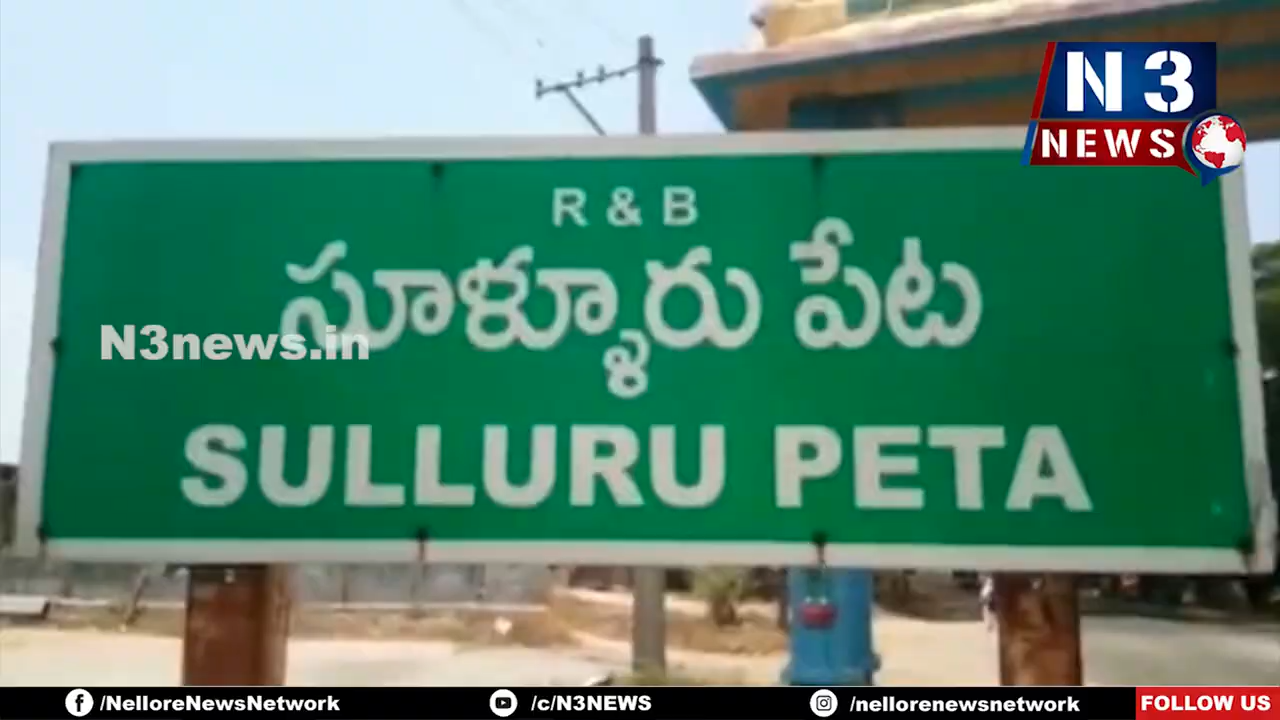 N 3
NEWS
R & B
సూళ్ళూరు పేట
N3news.in
SULLURU PETA
/NelloreNewsNetwork
/c/N3NEWS
/nellorenewsnetwork
FOLLOW US